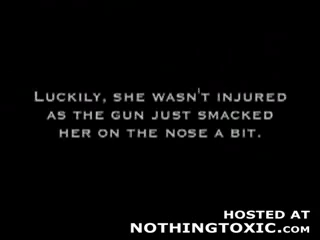 LUCKILY, SHE WASN'T INJURED
AS THE GUN JUST SMACKED
HER ON THE NOSE A BIT.
HOSTED AT
NOTHINGTOXIC.COM